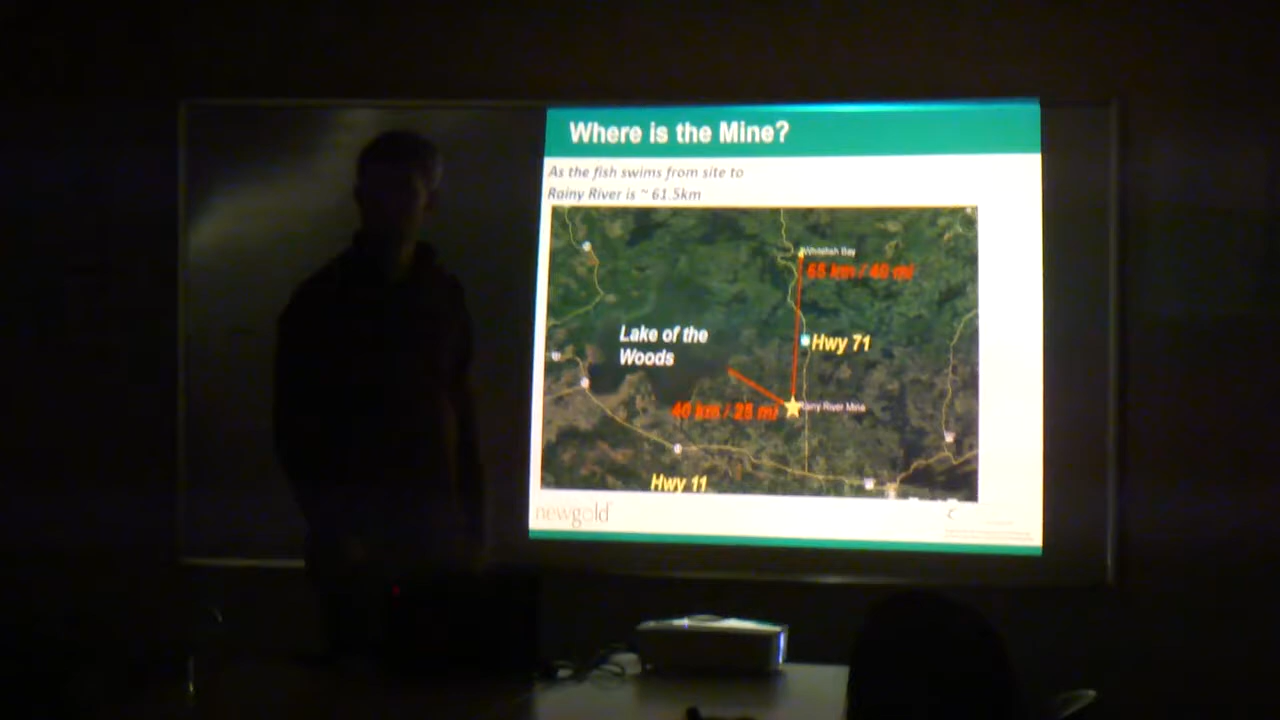 Where is the Mine?
As the fish swims from site to
Rainy River is ~ 61.5km
Whitefish Bay
65 km / 40 mi
Lake of the
Woods
Hwy 71
40 km / 25 mi
Rainy River Mine
Hwy 11
newgold